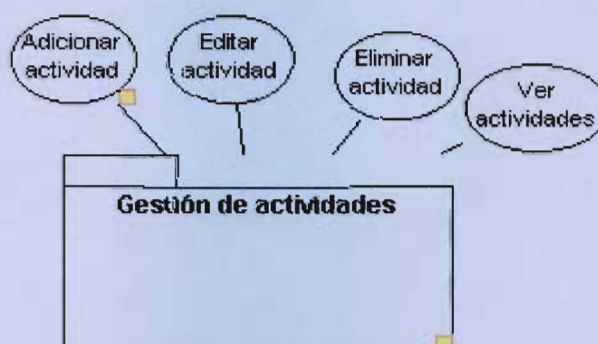 Adicionar
actividad
Editar
actividad
Eliminar
actividad
Ver
actividades
Gestión de actividades